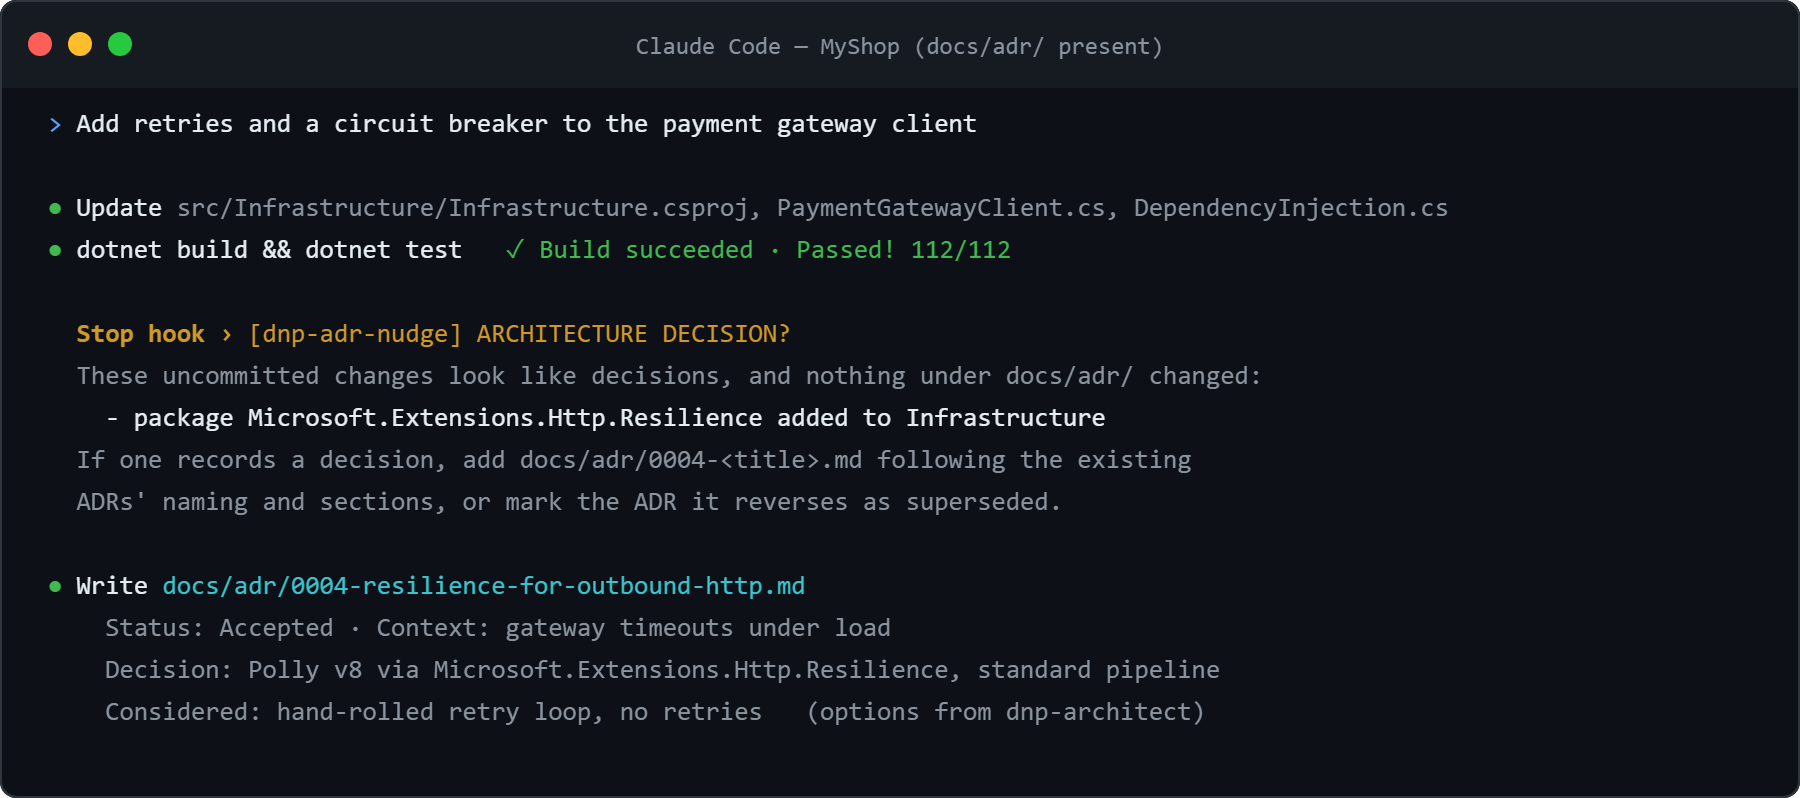 Claude Code — MyShop (docs/adr/ present)
> Add retries and a circuit breaker to the payment gateway client
● Update src/Infrastructure/Infrastructure.csproj, PaymentGatewayClient.cs, DependencyInjection.cs
● dotnet build && dotnet test ✓ Build succeeded · Passed! 112/112
Stop hook › [dnp-adr-nudge] ARCHITECTURE DECISION?
These uncommitted changes look like decisions, and nothing under docs/adr/ changed:
- package Microsoft.Extensions.Http.Resilience added to Infrastructure
If one records a decision, add docs/adr/0004-<title>.md following the existing
ADRs' naming and sections, or mark the ADR it reverses as superseded.
● Write docs/adr/0004-resilience-for-outbound-http.md
Status: Accepted · Context: gateway timeouts under load
Decision: Polly v8 via Microsoft.Extensions.Http.Resilience, standard pipeline
Considered: hand-rolled retry loop, no retries (options from dnp-architect)